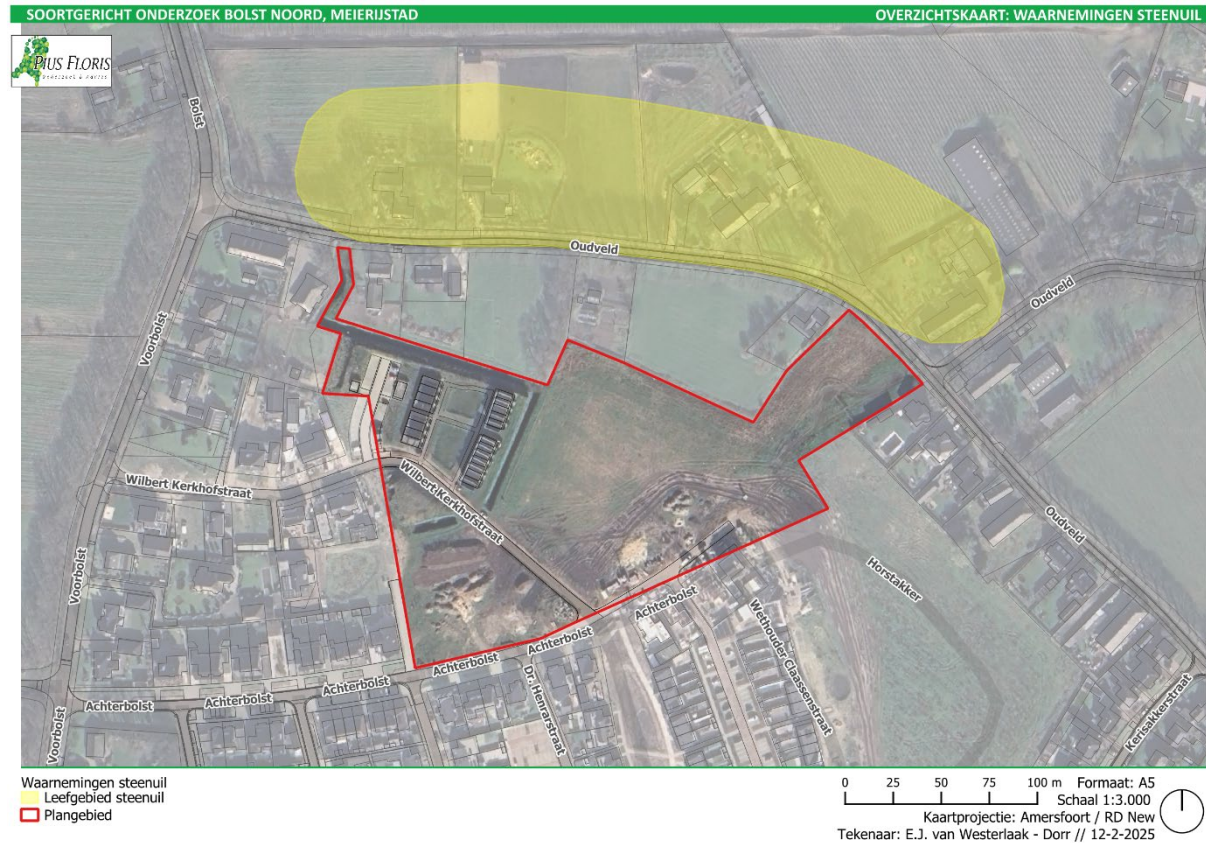 SOORTGERICHT ONDERZOEK BOLST NOORD, MEIERIJSTAD
OVERZICHTSKAART: WAARNEMINGEN STEENUIL
PIUS FLORIS
Bolst
Oudveld
Oudveld
Voorbolst
Wilbert Kerkhofstraat
Wilbert Kerkhofstraat
Oudveld
Voorbolst
Horstakker
Achterbolst
Wethouder Claassenstraat
Achterbolst
Achterbolst
Achterbolst
Achterbolst
Achterbolst
Dr. Henrarstraat
Kerisakkerstraat
Voorbolst
Waarnemingen steenuil
Leefgebied steenuil
Plangebied
0 25 50 75 100 m
Formaat: A5
Schaal 1:3.000
Kaartprojectie: Amersfoort / RD New
Tekenaar: E.J. van Westerlaak - Dorr // 12-2-2025